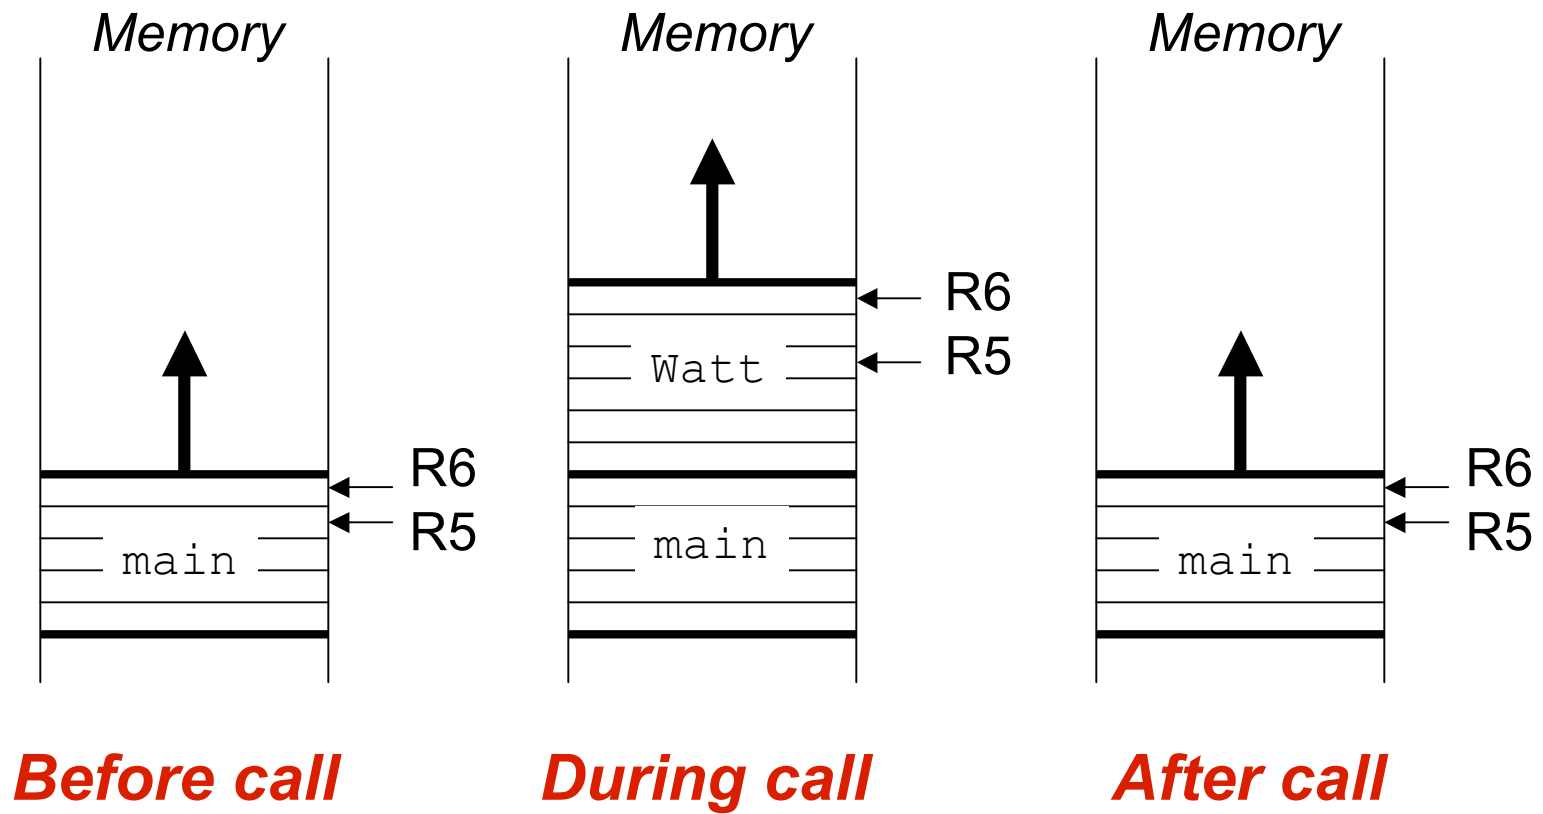 Memory
Memory
Memory
R6
R5
Watt
R6
R5
R6
R5
main
main
main
Before call
During call
After call